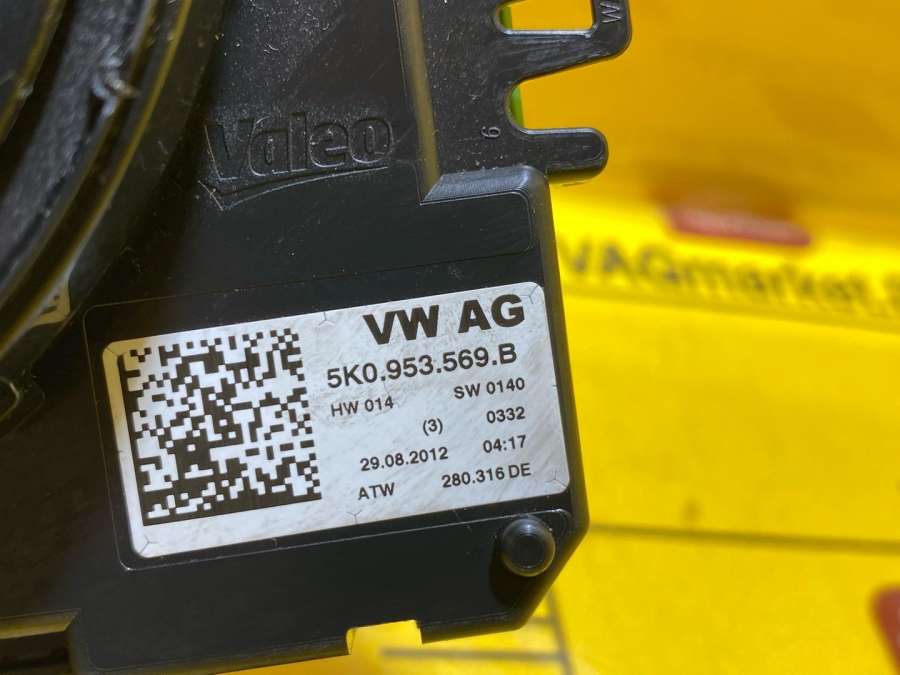 Valeo
6
VAGmarket
VW AG
5K0.953.569.B
HW 014 SW 0140
(3) 0332
29.08.2012 04:17
ATW 280.316 DE